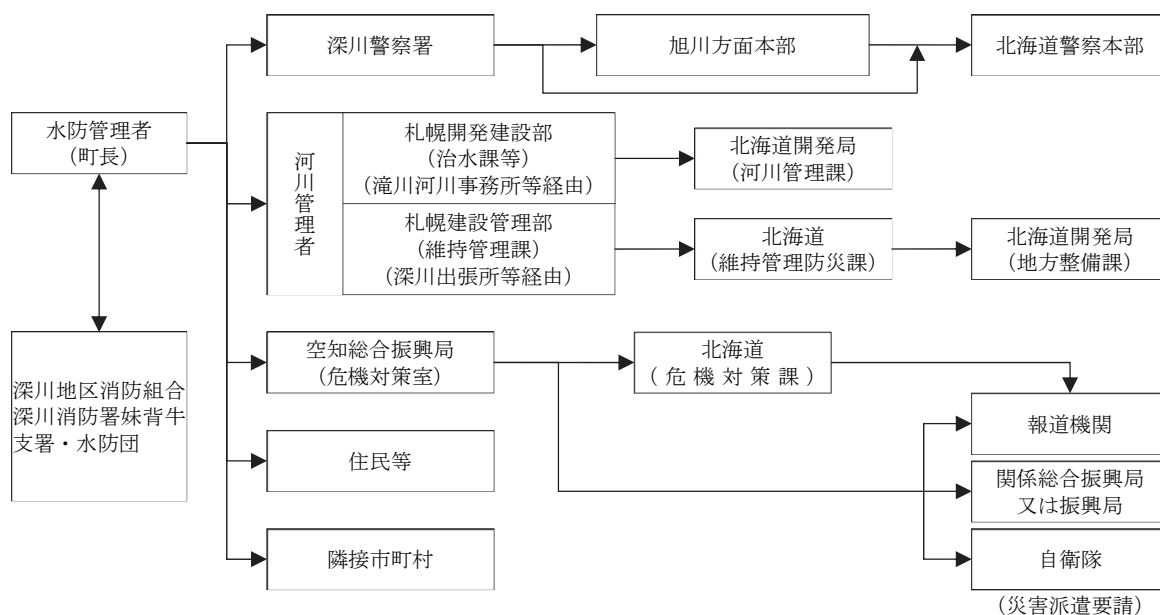 深川警察署
旭川方面本部
北海道警察本部
水防管理者
（町長）
河川管理者
札幌開発建設部
（治水課等）
（滝川河川事務所等経由）
北海道開発局
（河川管理課）
札幌建設管理部
（維持管理課）
（深川出張所等経由）
北海道
（維持管理防災課）
北海道開発局
（地方整備課）
深川地区消防組合
深川消防署妹背牛
支署・水防団
空知総合振興局
（危機対策室）
北海道
（危機対策課）
報道機関
住民等
関係総合振興局
又は振興局
隣接市町村
自衛隊
（災害派遣要請）